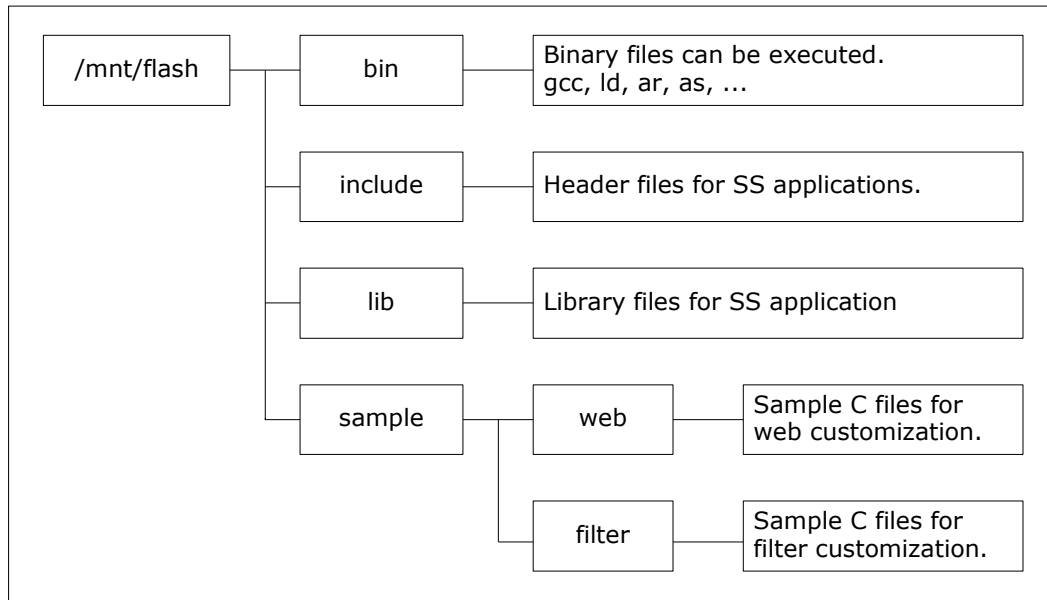 /mnt/flash
bin
Binary files can be executed.
gcc, ld, ar, as, ...
include
Header files for SS applications.
lib
Library files for SS application
sample
web
Sample C files for
web customization.
filter
Sample C files for
filter customization.